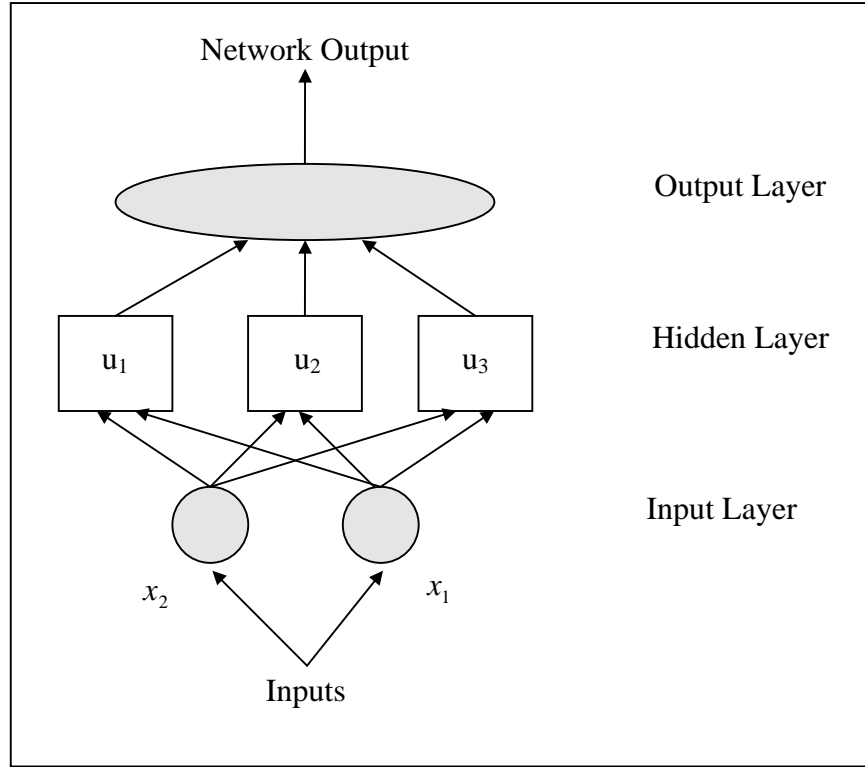 Network Output
Output Layer
Hidden Layer
u₁ u₂ u₃
Input Layer
x₂ x₁
Inputs